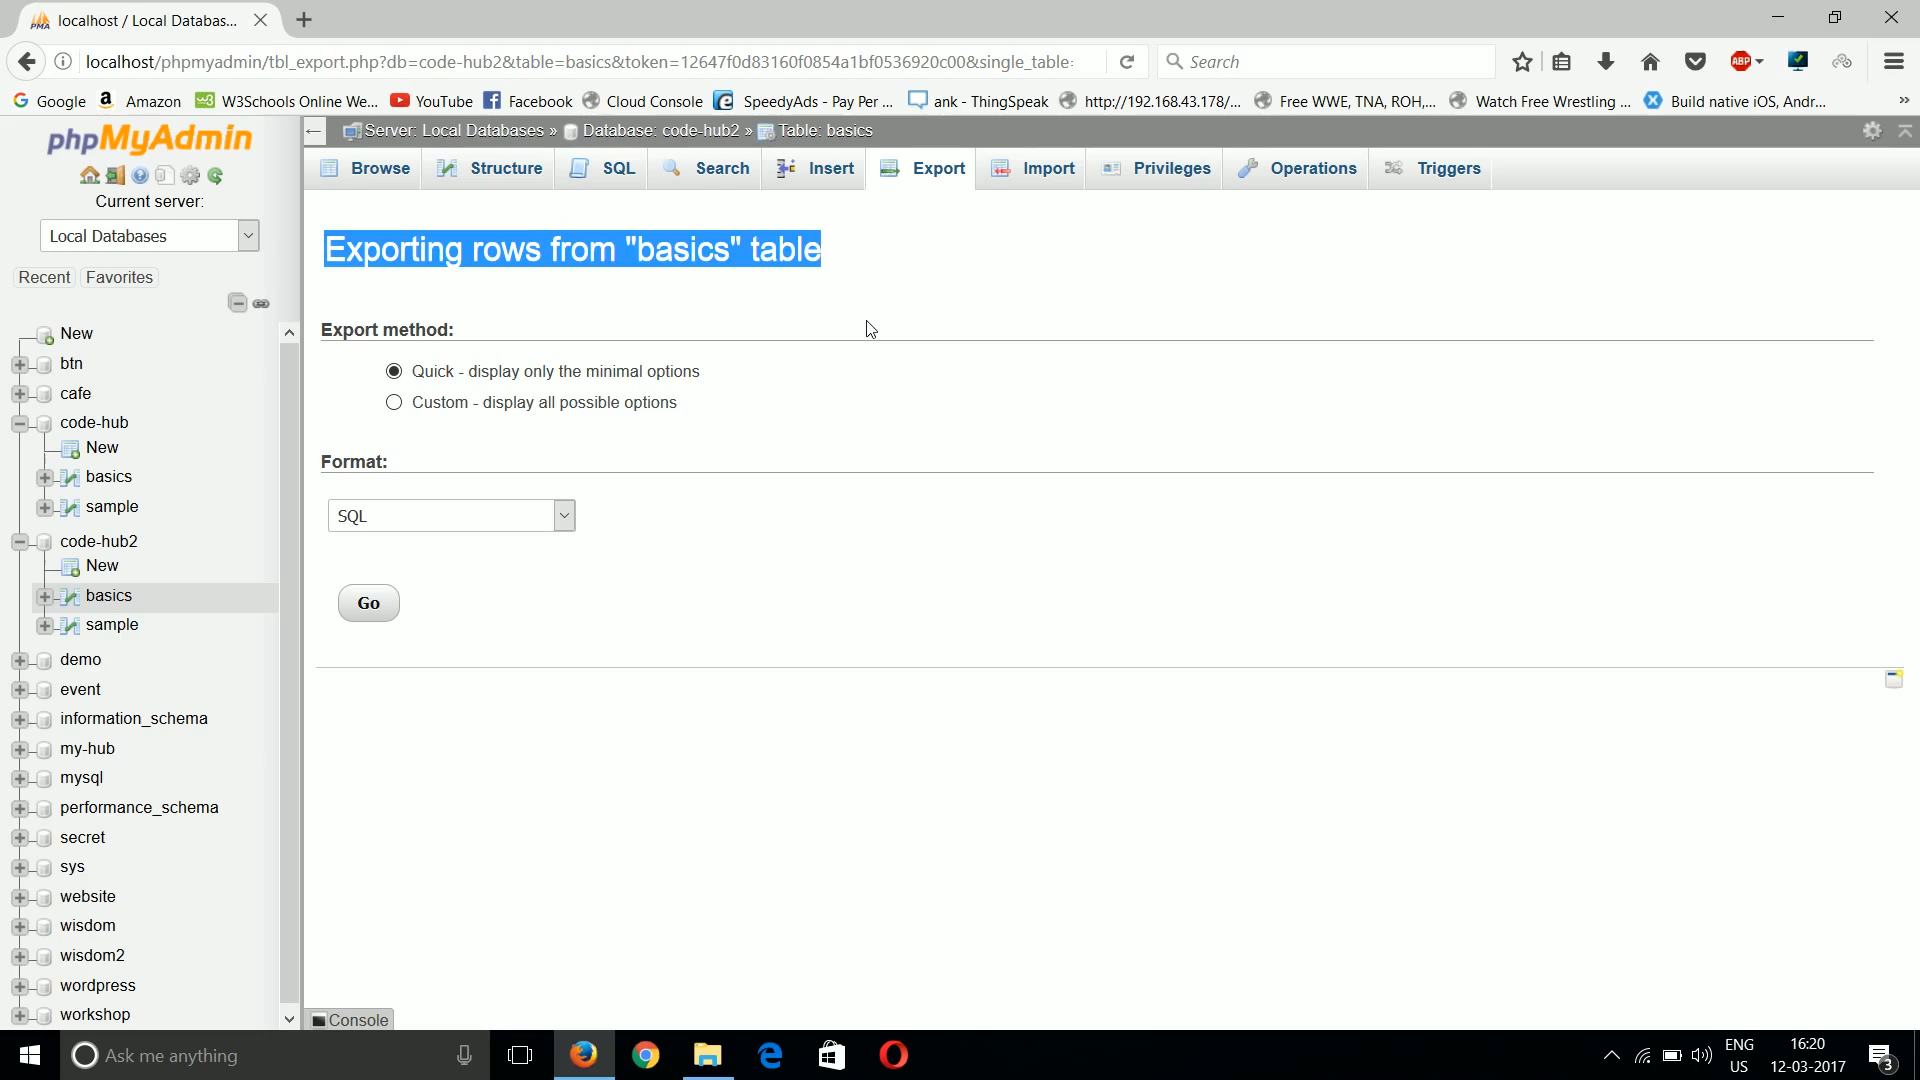 localhost / Local Databas...
localhost/phpmyadmin/tbl_export.php?db=code-hub2&table=basics&token=12647f0d83160f0854a1bf0536920c00&single_table:
Search
Google Amazon W3Schools Online We... YouTube Facebook Cloud Console SpeedyAds - Pay Per ... ank - ThingSpeak http://192.168.43.178/... Free WWE, TNA, ROH,... Watch Free Wrestling ... Build native iOS, Andr... »
phpMyAdmin
Current server:
Local Databases
Recent Favorites
New
btn
cafe
code-hub
New
basics
sample
code-hub2
New
basics
sample
demo
event
information_schema
my-hub
mysql
performance_schema
secret
sys
website
wisdom
wisdom2
wordpress
workshop
Server: Local Databases » Database: code-hub2 » Table: basics
Browse Structure SQL Search Insert Export Import Privileges Operations Triggers
Exporting rows from "basics" table
Export method:
Quick - display only the minimal options
Custom - display all possible options
Format:
SQL
Go
Console
Ask me anything
ENG
US
16:20
12-03-2017
3